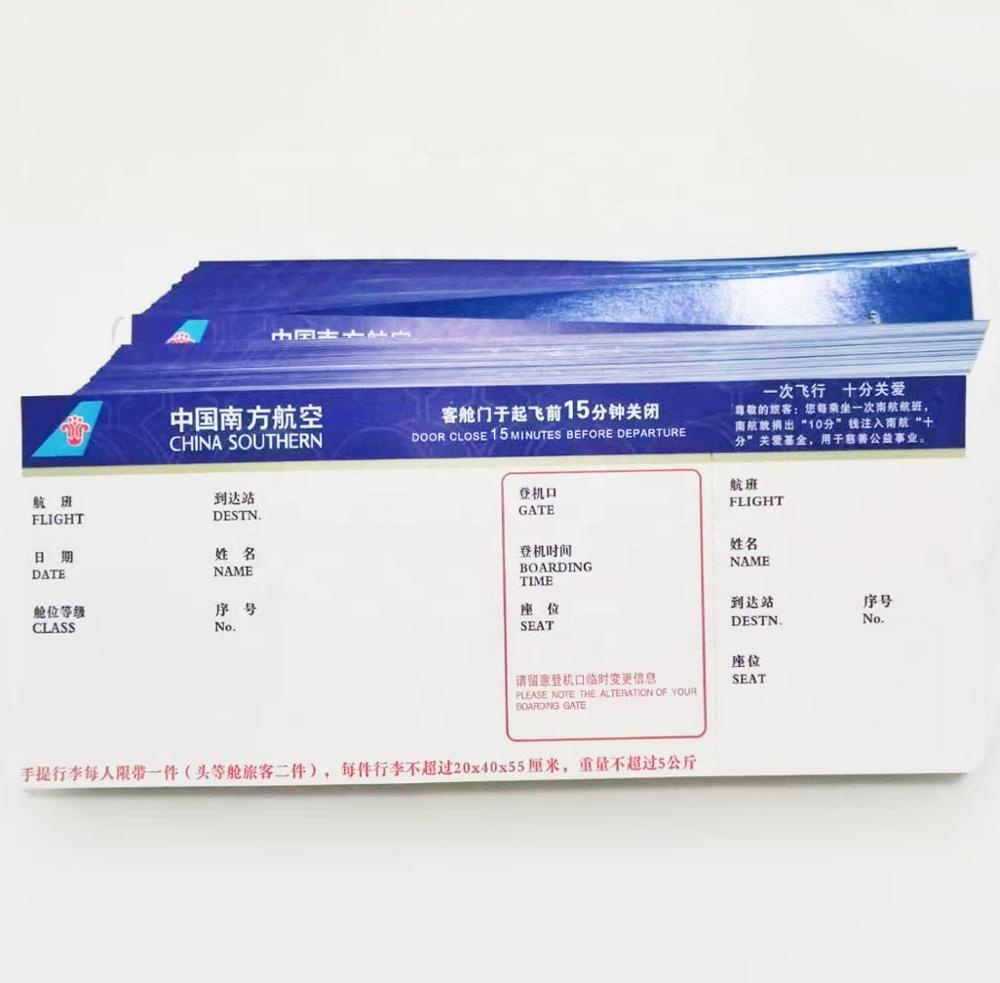 中国南方航空
中国南方航空
CHINA SOUTHERN
客舱门于起飞前15分钟关闭
DOOR CLOSE 15 MINUTES BEFORE DEPARTURE
一次飞行 十分关爱
尊敬的旅客：您每乘坐一次南航航班，
南航就捐出“10分”钱注入南航“十
分”关爱基金，用于慈善公益事业。
航 班
FLIGHT
到达站
DESTN.
日 期
DATE
姓 名
NAME
舱位等级
CLASS
序 号
No.
登机口
GATE
登机时间
BOARDING
TIME
座 位
SEAT
请留意登机口临时变更信息
PLEASE NOTE THE ALTERATION OF YOUR
BOARDING GATE
航班
FLIGHT
姓名
NAME
到达站
DESTN.
序号
No.
座位
SEAT
手提行李每人限带一件（头等舱旅客二件），每件行李不超过20x40x55厘米，重量不超过5公斤